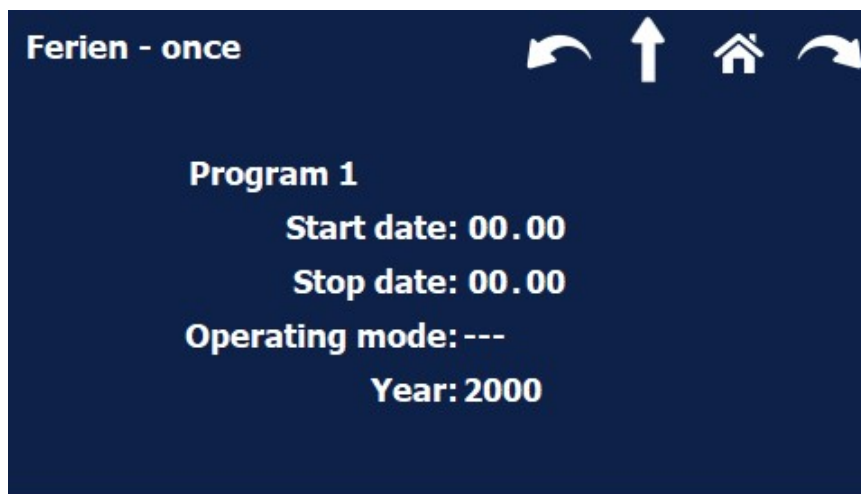 Ferien - once
Program 1
Start date: 00.00
Stop date: 00.00
Operating mode: ---
Year: 2000